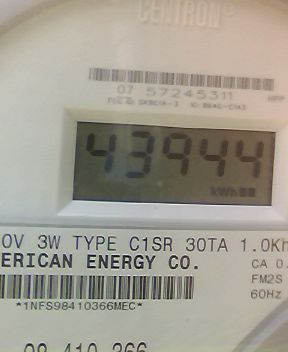 CENTRON®
07 57245311
43944
kWh
0V 3W TYPE C1SR 30TA 1.0Kh
ERICAN ENERGY CO.
CA 0.
FM2S
60Hz
*1NFS98410366MEC*
98 410 366